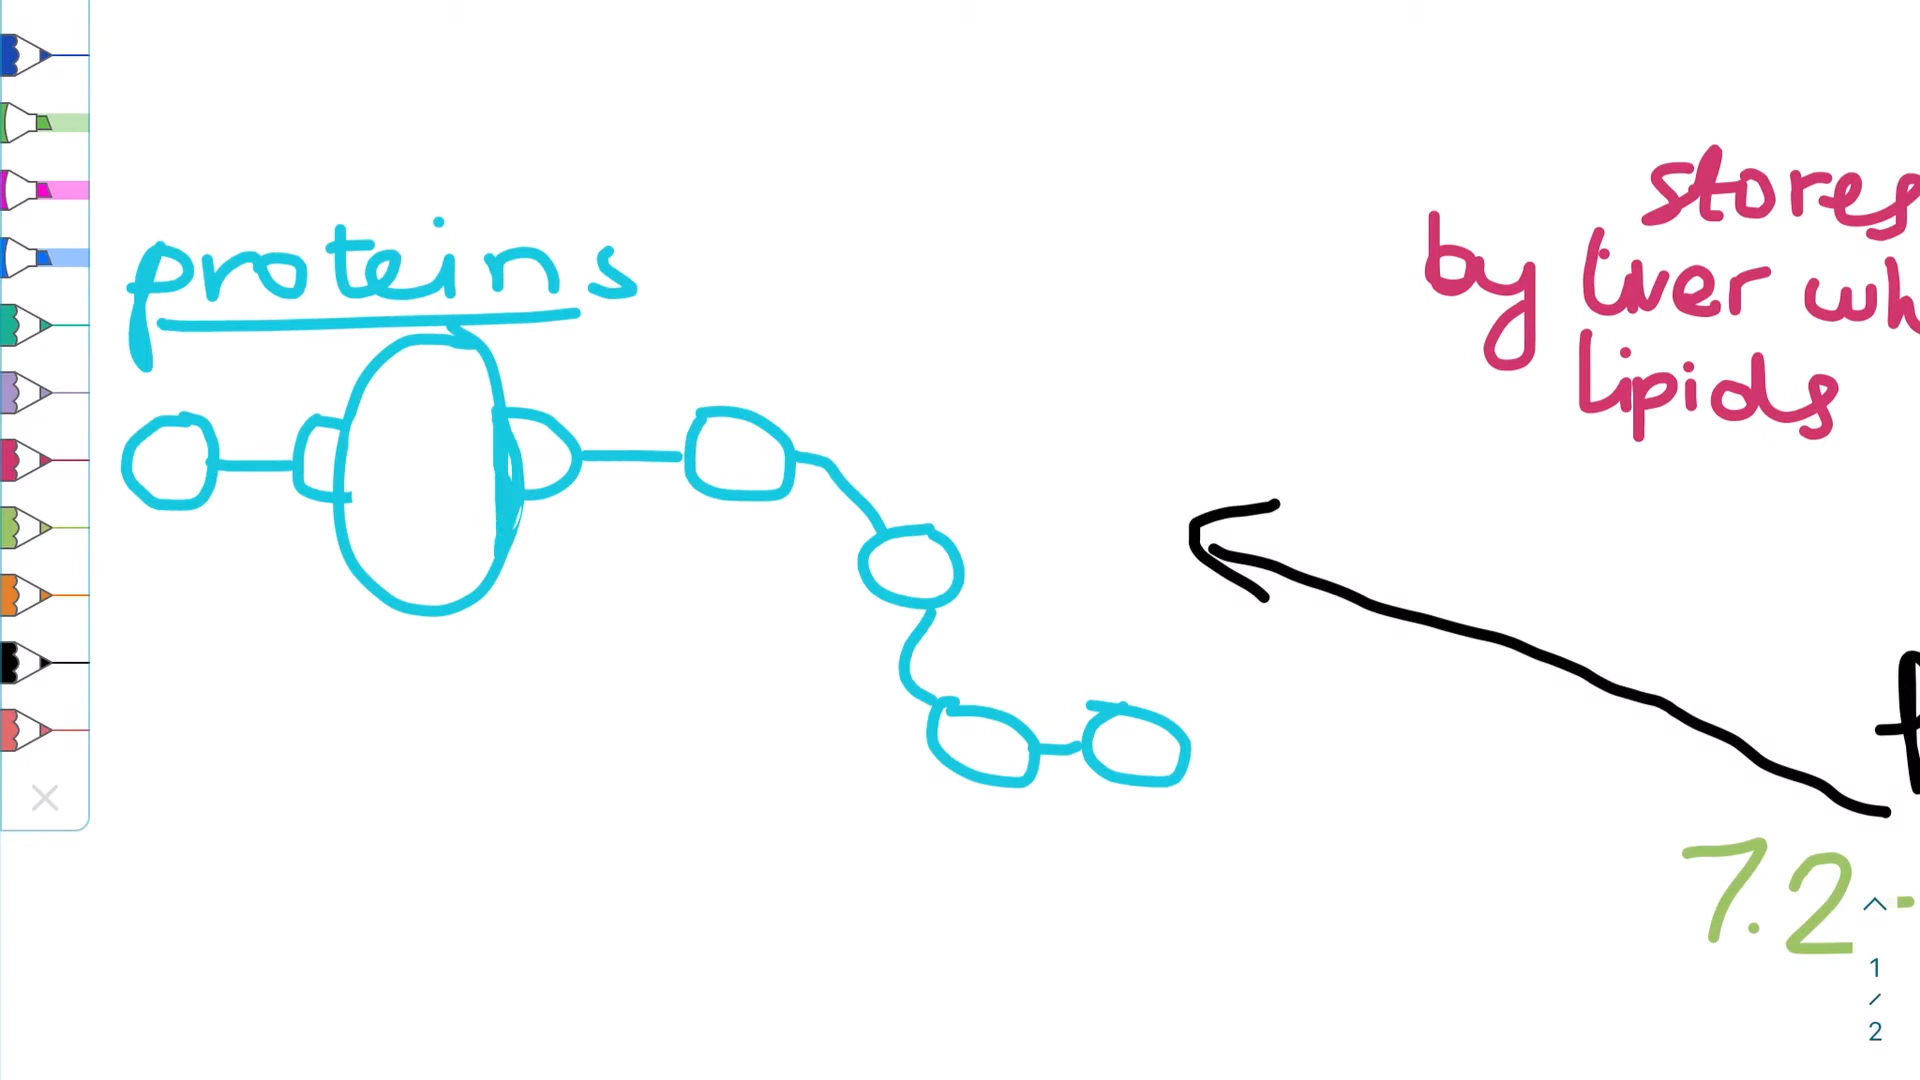 proteins
stores
by liver wh
lipids
7.2
1
/
2